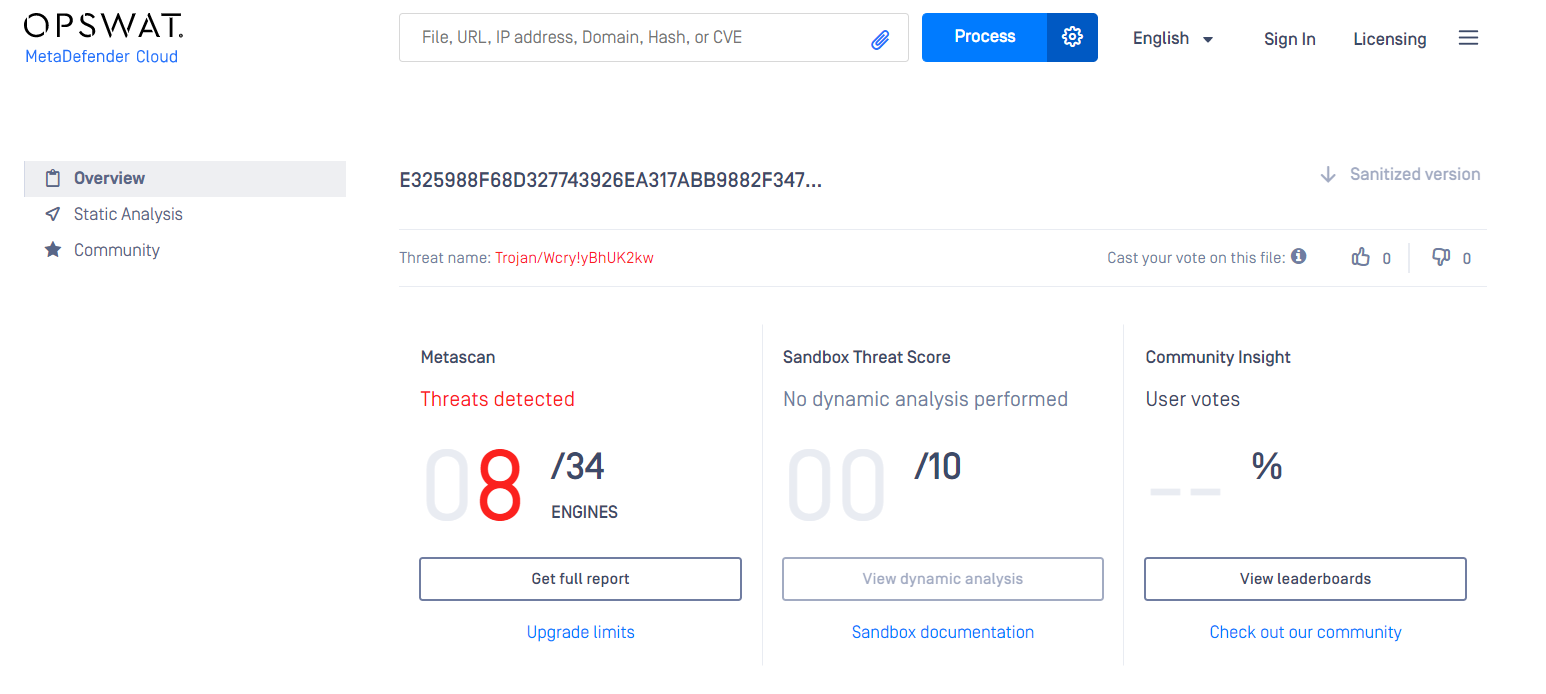 OPSWAT.
MetaDefender Cloud
File, URL, IP address, Domain, Hash, or CVE
Process
English
Sign In
Licensing
Overview
Static Analysis
Community
E325988F68D327743926EA317ABB9882F347...
Sanitized version
Threat name: Trojan/Wcry!yBhUK2kw
Cast your vote on this file:
0
0
Metascan
Threats detected
08
/34
ENGINES
Get full report
Upgrade limits
Sandbox Threat Score
No dynamic analysis performed
00
/10
View dynamic analysis
Sandbox documentation
Community Insight
User votes
-- %
View leaderboards
Check out our community